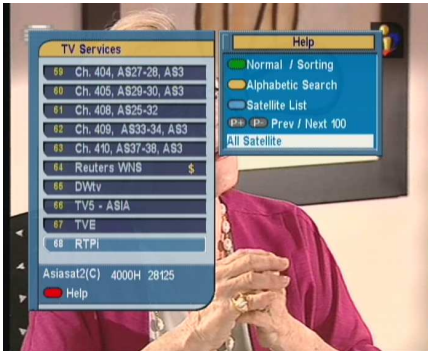 TV Services
59 Ch. 404, AS27-28, AS3
60 Ch. 405, AS29-30, AS3
61 Ch. 408, AS25-32
62 Ch. 409, AS33-34, AS3
63 Ch. 410, AS37-38, AS3
64 Reuters WNS $
65 DWtv
66 TV5 - ASIA
67 TVE
68 RTPi
Asiasat2(C) 4000H 28125
Help
Help
Normal / Sorting
Alphabetic Search
Satellite List
P+ P- Prev / Next 100
All Satellite